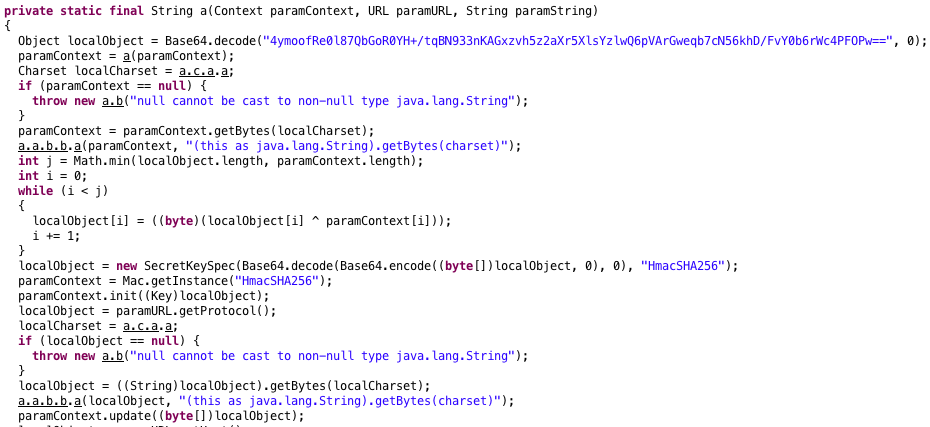 private static final String a(Context paramContext, URL paramURL, String paramString)
{
  Object localObject = Base64.decode("4ymoofRe0l87QbGoR0YH+/tqBN933nKAGxzvh5z2aXr5XlsYzlwQ6pVArGweqb7cN56khD/FvY0b6rWc4PFOPw==", 0);
  paramContext = a(paramContext);
  Charset localCharset = a.c.a.a;
  if (paramContext == null) {
    throw new a.b("null cannot be cast to non-null type java.lang.String");
  }
  paramContext = paramContext.getBytes(localCharset);
  a.a.b.b.a(paramContext, "(this as java.lang.String).getBytes(charset)");
  int j = Math.min(localObject.length, paramContext.length);
  int i = 0;
  while (i < j)
  {
    localObject[i] = ((byte)(localObject[i] ^ paramContext[i]));
    i += 1;
  }
  localObject = new SecretKeySpec(Base64.decode(Base64.encode((byte[])localObject, 0), 0), "HmacSHA256");
  paramContext = Mac.getInstance("HmacSHA256");
  paramContext.init((Key)localObject);
  localObject = paramURL.getProtocol();
  localCharset = a.c.a.a;
  if (localObject == null) {
    throw new a.b("null cannot be cast to non-null type java.lang.String");
  }
  localObject = ((String)localObject).getBytes(localCharset);
  a.a.b.b.a(localObject, "(this as java.lang.String).getBytes(charset)");
  paramContext.update((byte[])localObject);